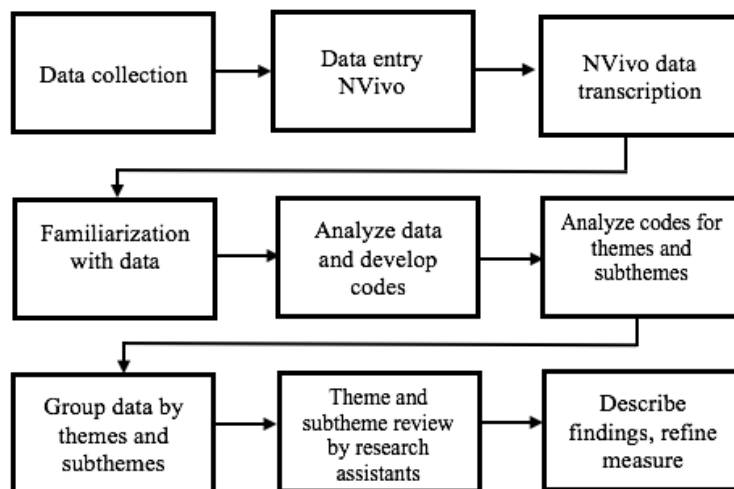 Data collection
Data entry
NVivo
NVivo data
transcription
Familiarization
with data
Analyze data
and develop
codes
Analyze codes for
themes and
subthemes
Group data by
themes and
subthemes
Theme and
subtheme review
by research
assistants
Describe
findings, refine
measure